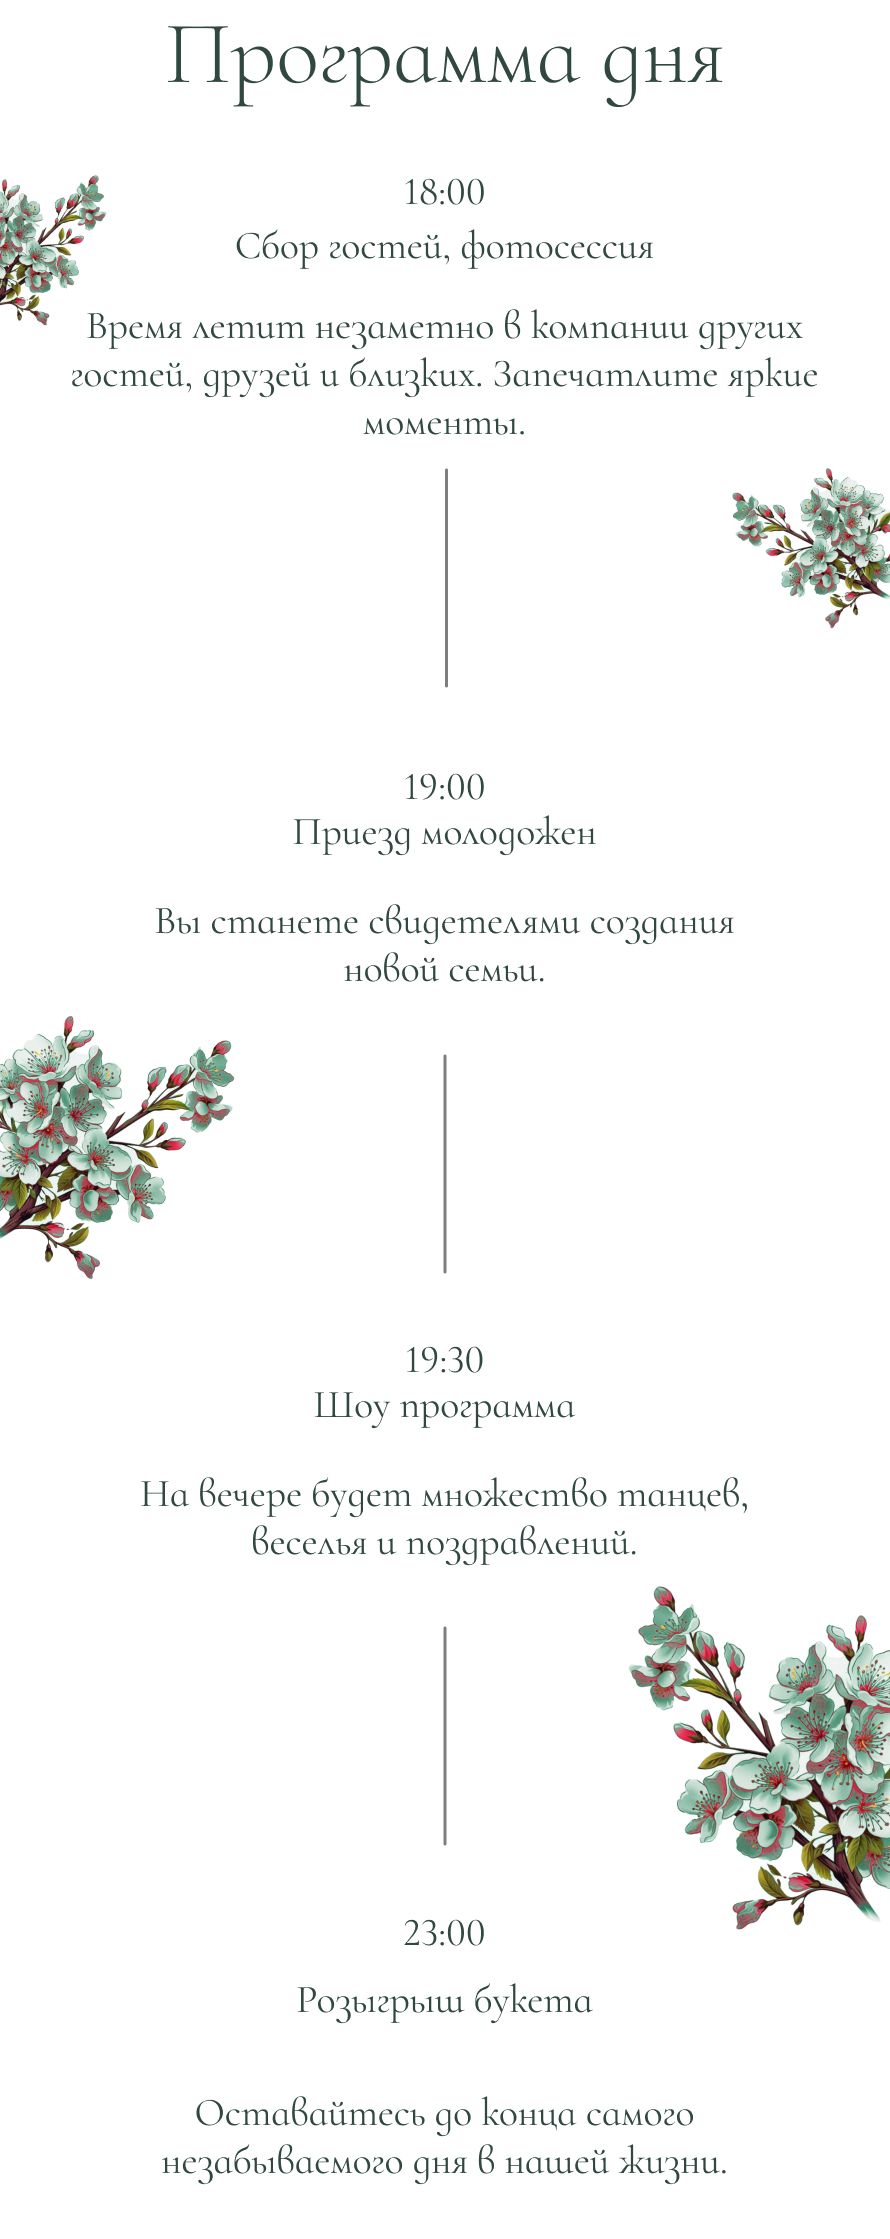 Программа дня
18:00
Сбор гостей, фотосессия
Время летит незаметно в компании других
гостей, друзей и близких. Запечатлите яркие
моменты.
19:00
Приезд молодожен
Вы станете свидетелями создания
новой семьи.
19:30
Шоу программа
На вечере будет множество танцев,
веселья и поздравлений.
23:00
Розыгрыш букета
Оставайтесь до конца самого
незабываемого дня в нашей жизни.